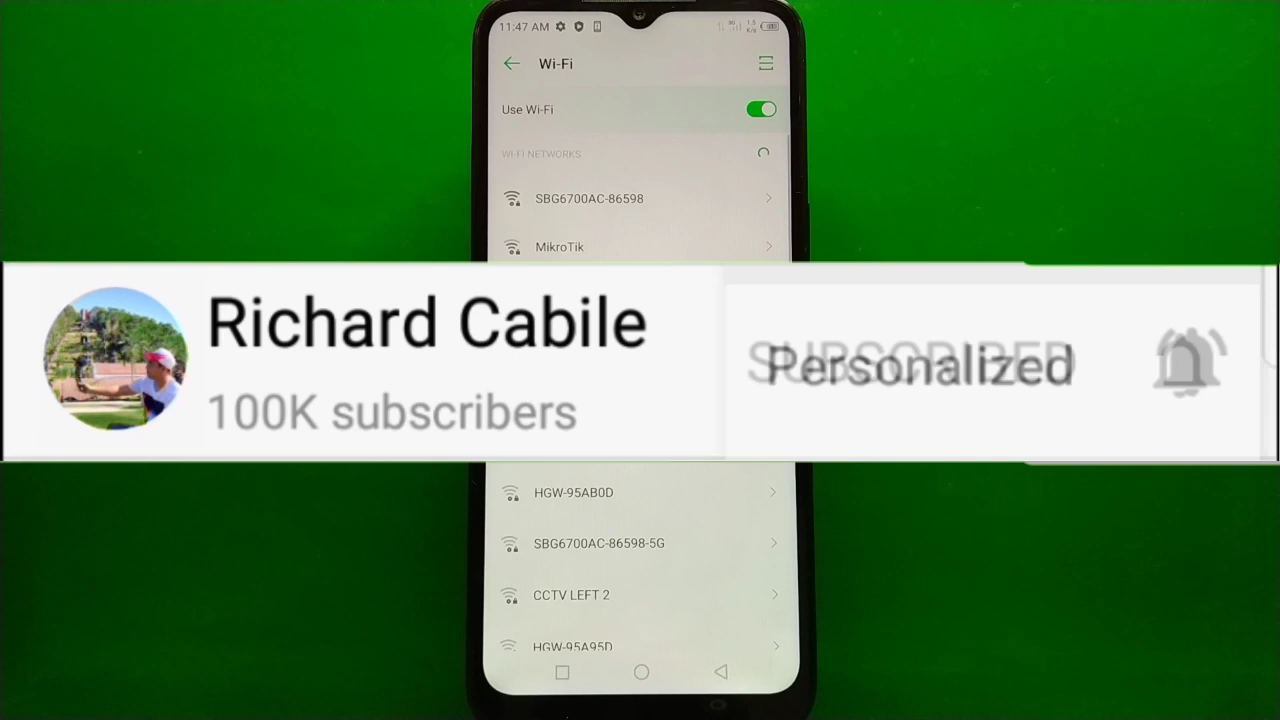 11:47 AM
Wi-Fi
Use Wi-Fi
WI-FI NETWORKS
SBG6700AC-86598
MikroTik
Richard Cabile
SUBSCRIBED
Personalized
100K subscribers
HGW-95AB0D
SBG6700AC-86598-5G
CCTV LEFT 2
HGW-95A95D